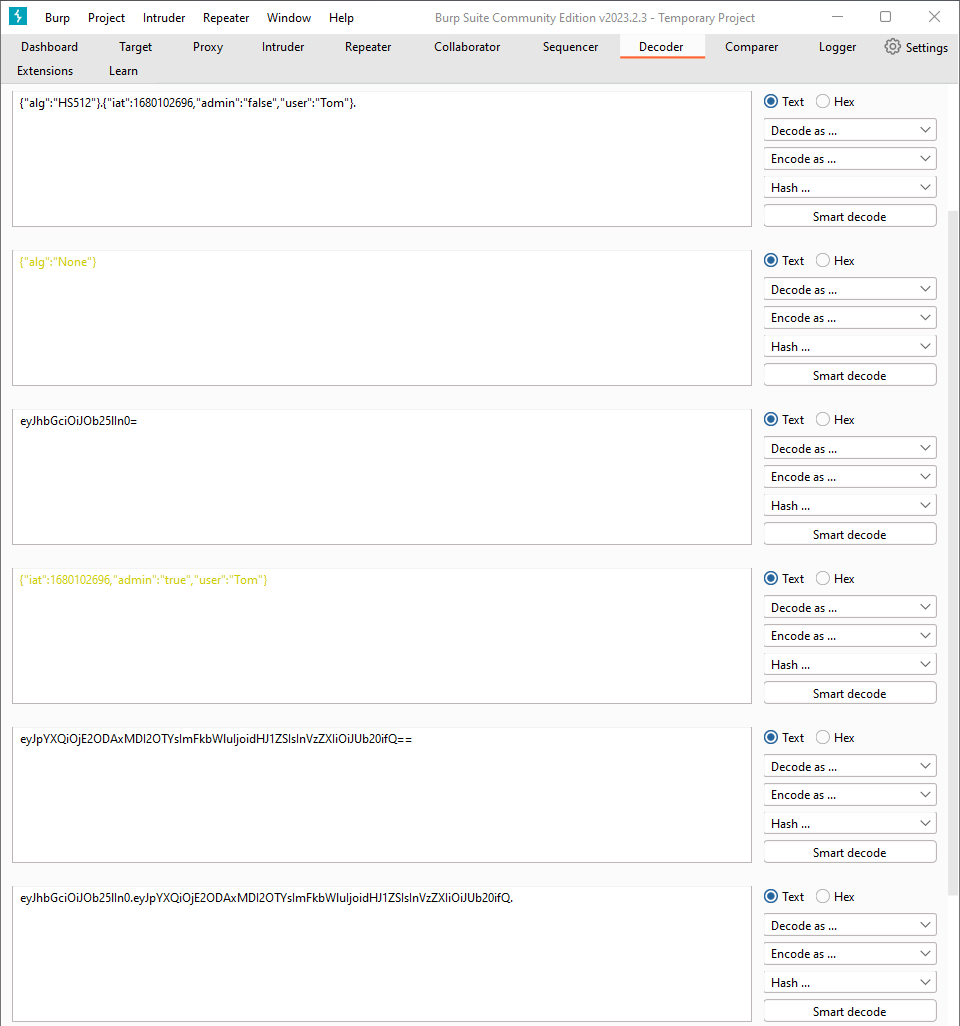 Burp Project Intruder Repeater Window Help Burp Suite Community Edition v2023.2.3 - Temporary Project
Dashboard Target Proxy Intruder Repeater Collaborator Sequencer Decoder Comparer Logger Settings
Extensions Learn
{"alg":"HS512"}.{"iat":1680102696,"admin":"false","user":"Tom"}.
Text Hex
Decode as ...
Encode as ...
Hash ...
Smart decode
{"alg":"None"}
Text Hex
Decode as ...
Encode as ...
Hash ...
Smart decode
eyJhbGciOiJOb25lIn0=
Text Hex
Decode as ...
Encode as ...
Hash ...
Smart decode
{"iat":1680102696,"admin":"true","user":"Tom"}
Text Hex
Decode as ...
Encode as ...
Hash ...
Smart decode
eyJpYXQiOjE2ODAxMDI2OTYsImFkbWluIjoidHJ1ZSIsInVzZXIiOiJUb20ifQ==
Text Hex
Decode as ...
Encode as ...
Hash ...
Smart decode
eyJhbGciOiJOb25lIn0.eyJpYXQiOjE2ODAxMDI2OTYsImFkbWluIjoidHJ1ZSIsInVzZXIiOiJUb20ifQ.
Text Hex
Decode as ...
Encode as ...
Hash ...
Smart decode